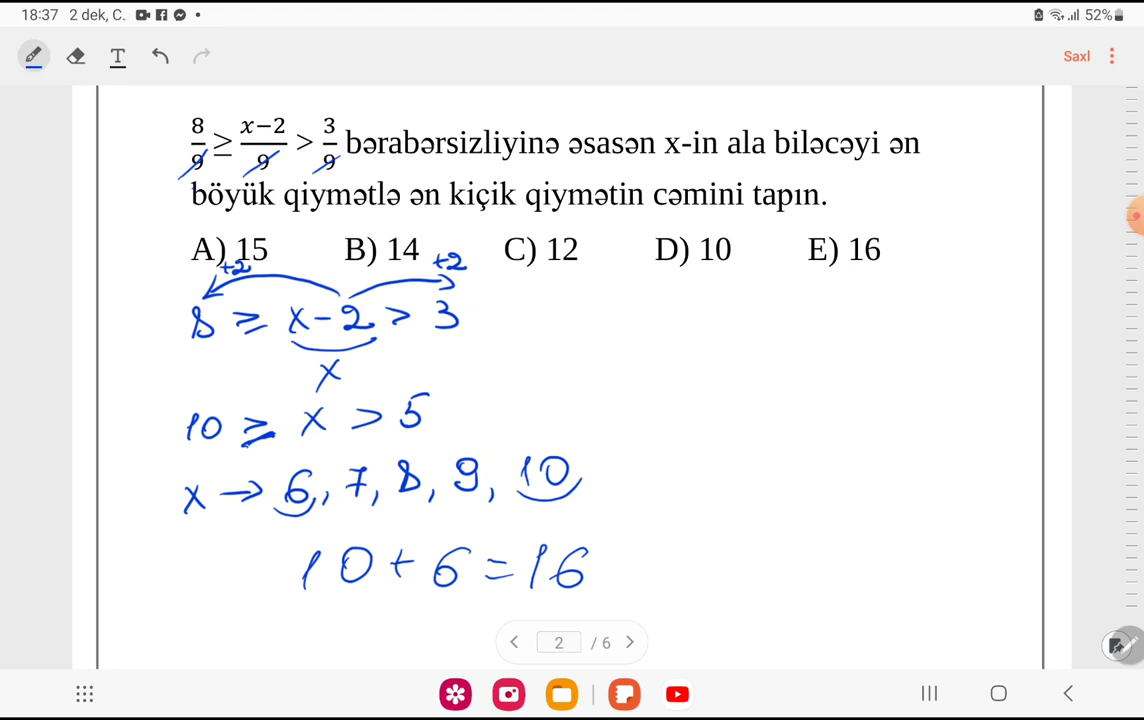 18:37 2 dek, C. 52%
T Saxl
8/9 ≥ x−2/9 > 3/9 bərabərsizliyinə əsasən x-in ala biləcəyi ən
böyük qiymətlə ən kiçik qiymətin cəmini tapın.
A) 15 B) 14 C) 12 D) 10 E) 16
+2 +2
8 ≥ x-2 > 3
x
10 ≥ x > 5
x → 6, 7, 8, 9, 10
10+6=16
2 / 6